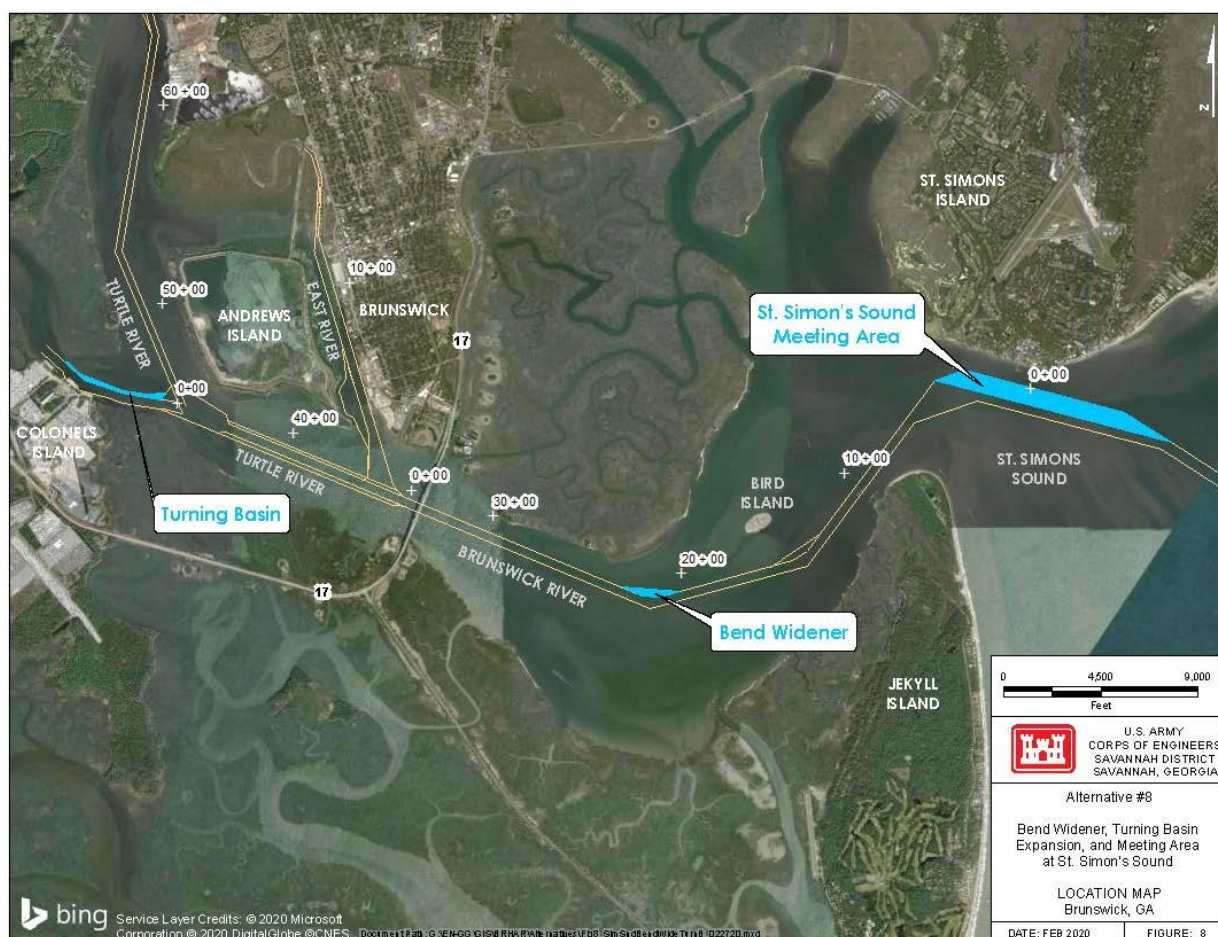 60 + 00
ST. SIMONS
ISLAND
10 + 00
TURTLE RIVER
50 + 00
ANDREWS
ISLAND
EAST RIVER
BRUNSWICK
17
St. Simon's Sound
Meeting Area
0+00
0+00
COLONELS
ISLAND
40 + 00
TURTLE RIVER
0+00
10+00
ST. SIMONS
SOUND
BIRD
ISLAND
30 + 00
Turning Basin
20 + 00
BRUNSWICK RIVER
17
Bend Widener
JEKYLL
ISLAND
N
0 4,500 9,000
Feet
U.S. ARMY
CORPS OF ENGINEERS
SAVANNAH DISTRICT
SAVANNAH, GEORGIA
Alternative #8
Bend Widener, Turning Basin
Expansion, and Meeting Area
at St. Simon's Sound
LOCATION MAP
Brunswick, GA
DATE: FEB 2020 FIGURE: 8
bing
Service Layer Credits: © 2020 Microsoft
Corporation © 2020 DigitalGlobe ©CNES
Document Path: